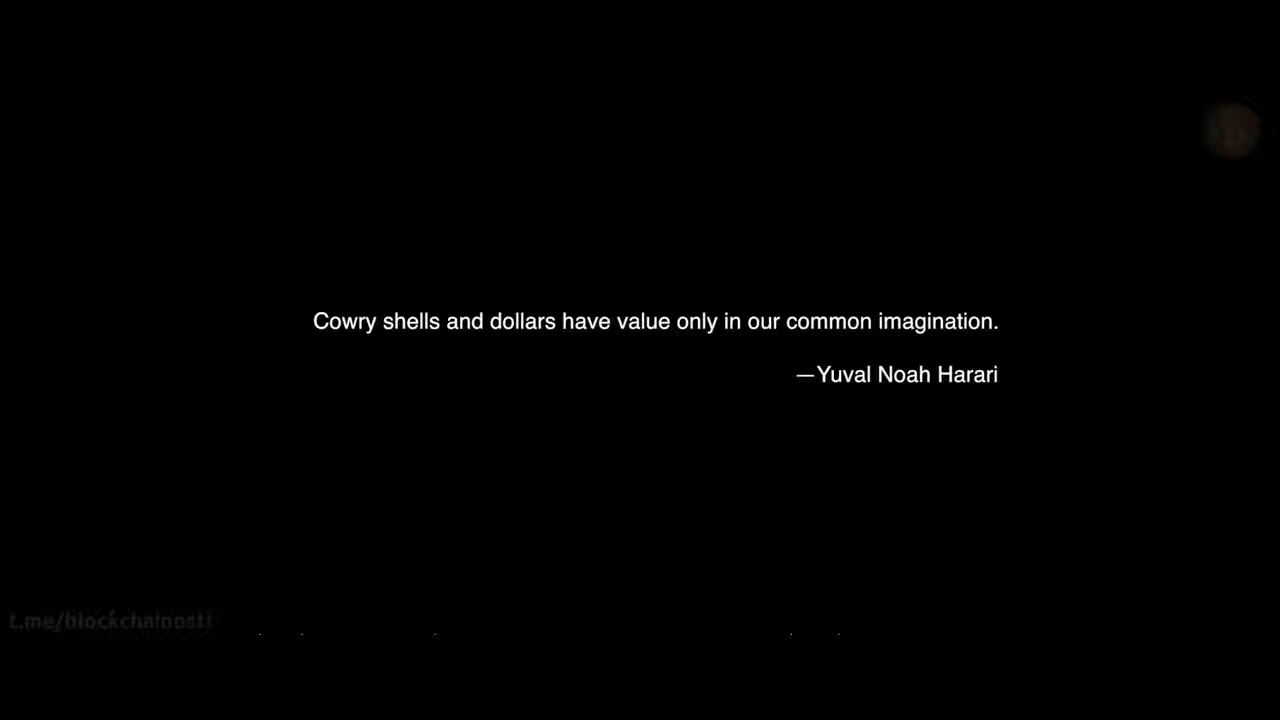 Cowry shells and dollars have value only in our common imagination.
—Yuval Noah Harari